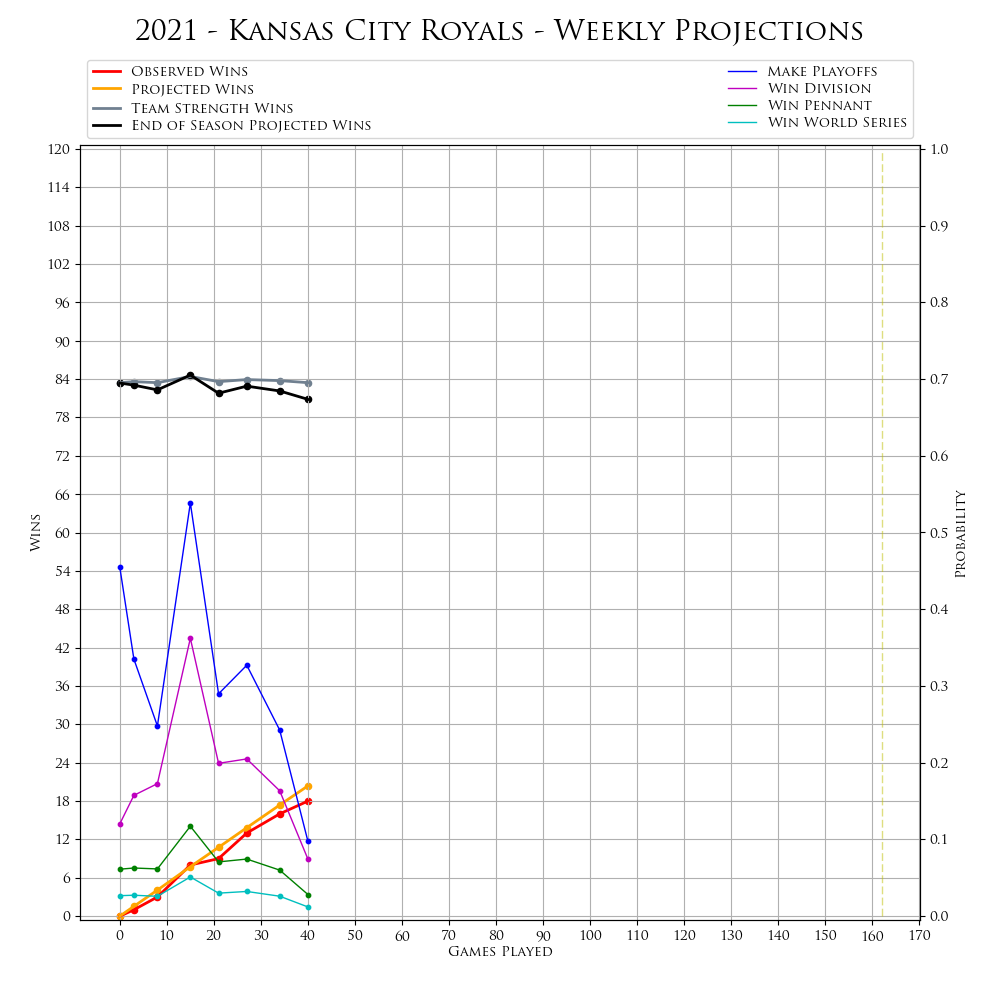 2021 - Kansas City Royals - Weekly Projections
Observed Wins
Projected Wins
Team Strength Wins
End of Season Projected Wins
Make Playoffs
Win Division
Win Pennant
Win World Series
120
114
108
102
96
90
84
78
72
66
60
54
48
42
36
30
24
18
12
6
0
Wins
1.0
0.9
0.8
0.7
0.6
0.5
0.4
0.3
0.2
0.1
0.0
Probability
0 10 20 30 40 50 60 70 80 90 100 110 120 130 140 150 160 170
Games Played